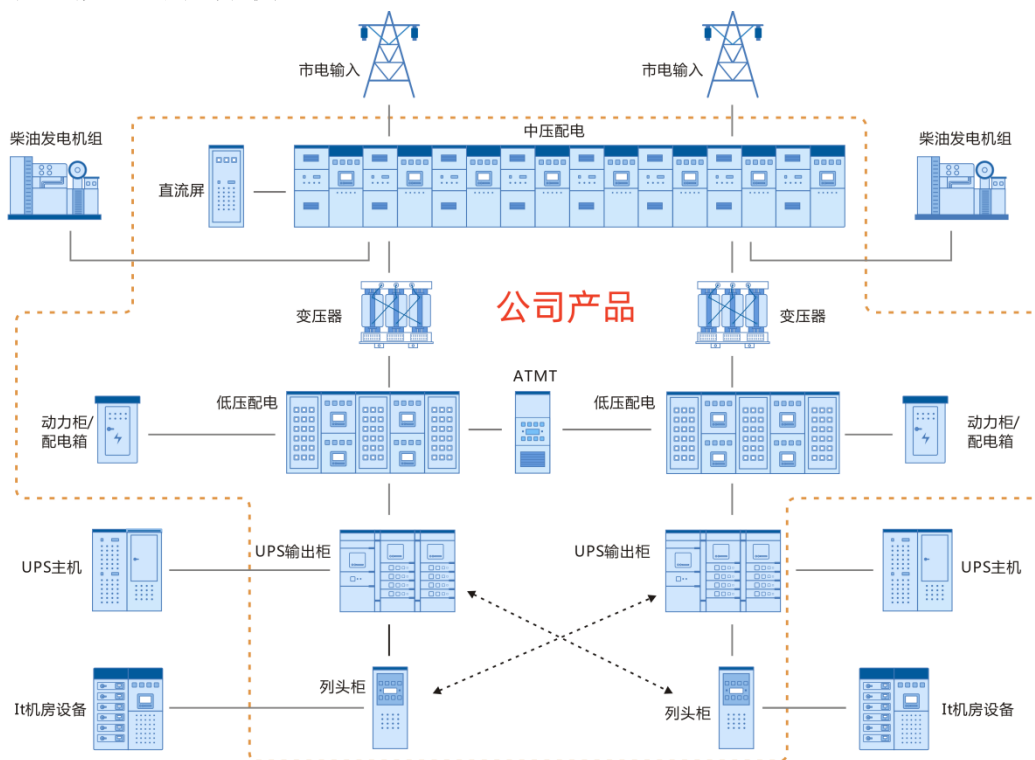 市电输入
市电输入
柴油发电机组
中压配电
柴油发电机组
直流屏
变压器
公司产品
变压器
ATMT
低压配电
低压配电
动力柜/
配电箱
动力柜/
配电箱
UPS输出柜
UPS输出柜
UPS主机
UPS主机
列头柜
列头柜
It机房设备
It机房设备